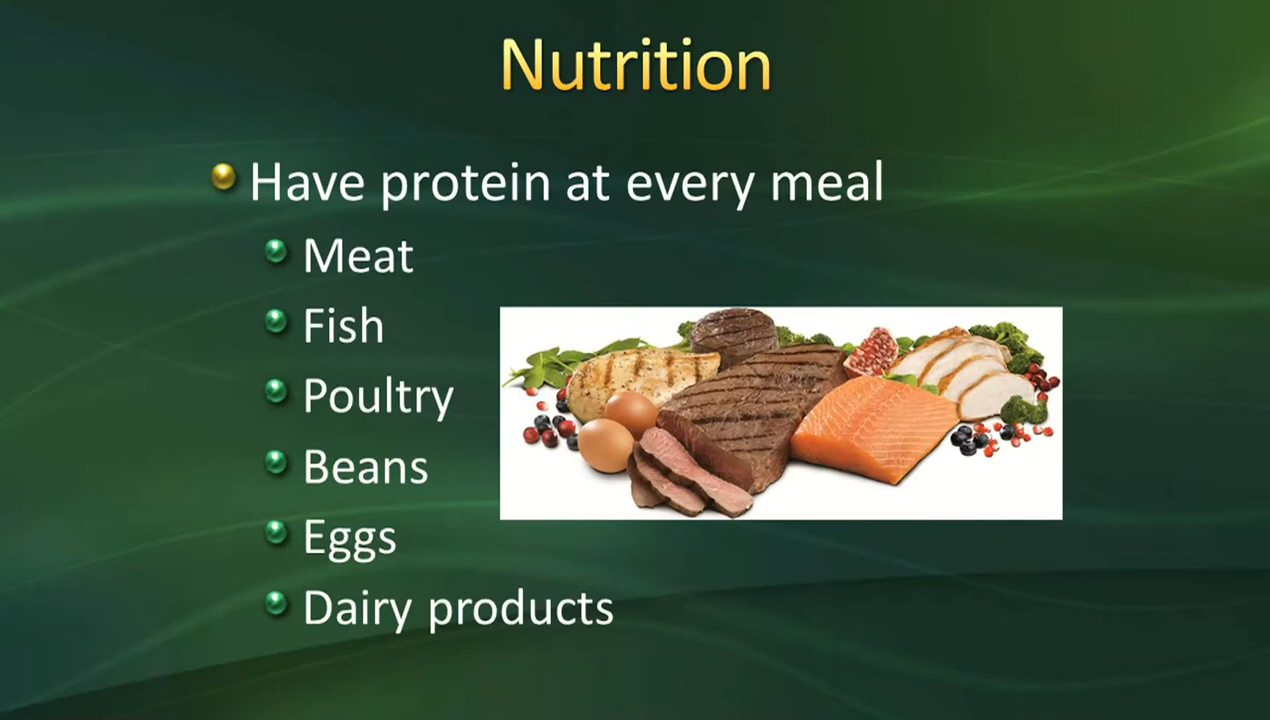 Nutrition
Have protein at every meal
Meat
Fish
Poultry
Beans
Eggs
Dairy products